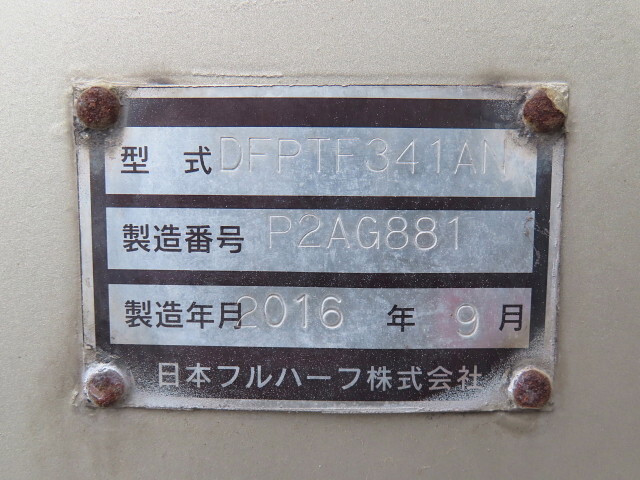 型 式 DFPTF341AN
製造番号 P2AG881
製造年月 2016 年 9 月
日本フルハーフ株式会社